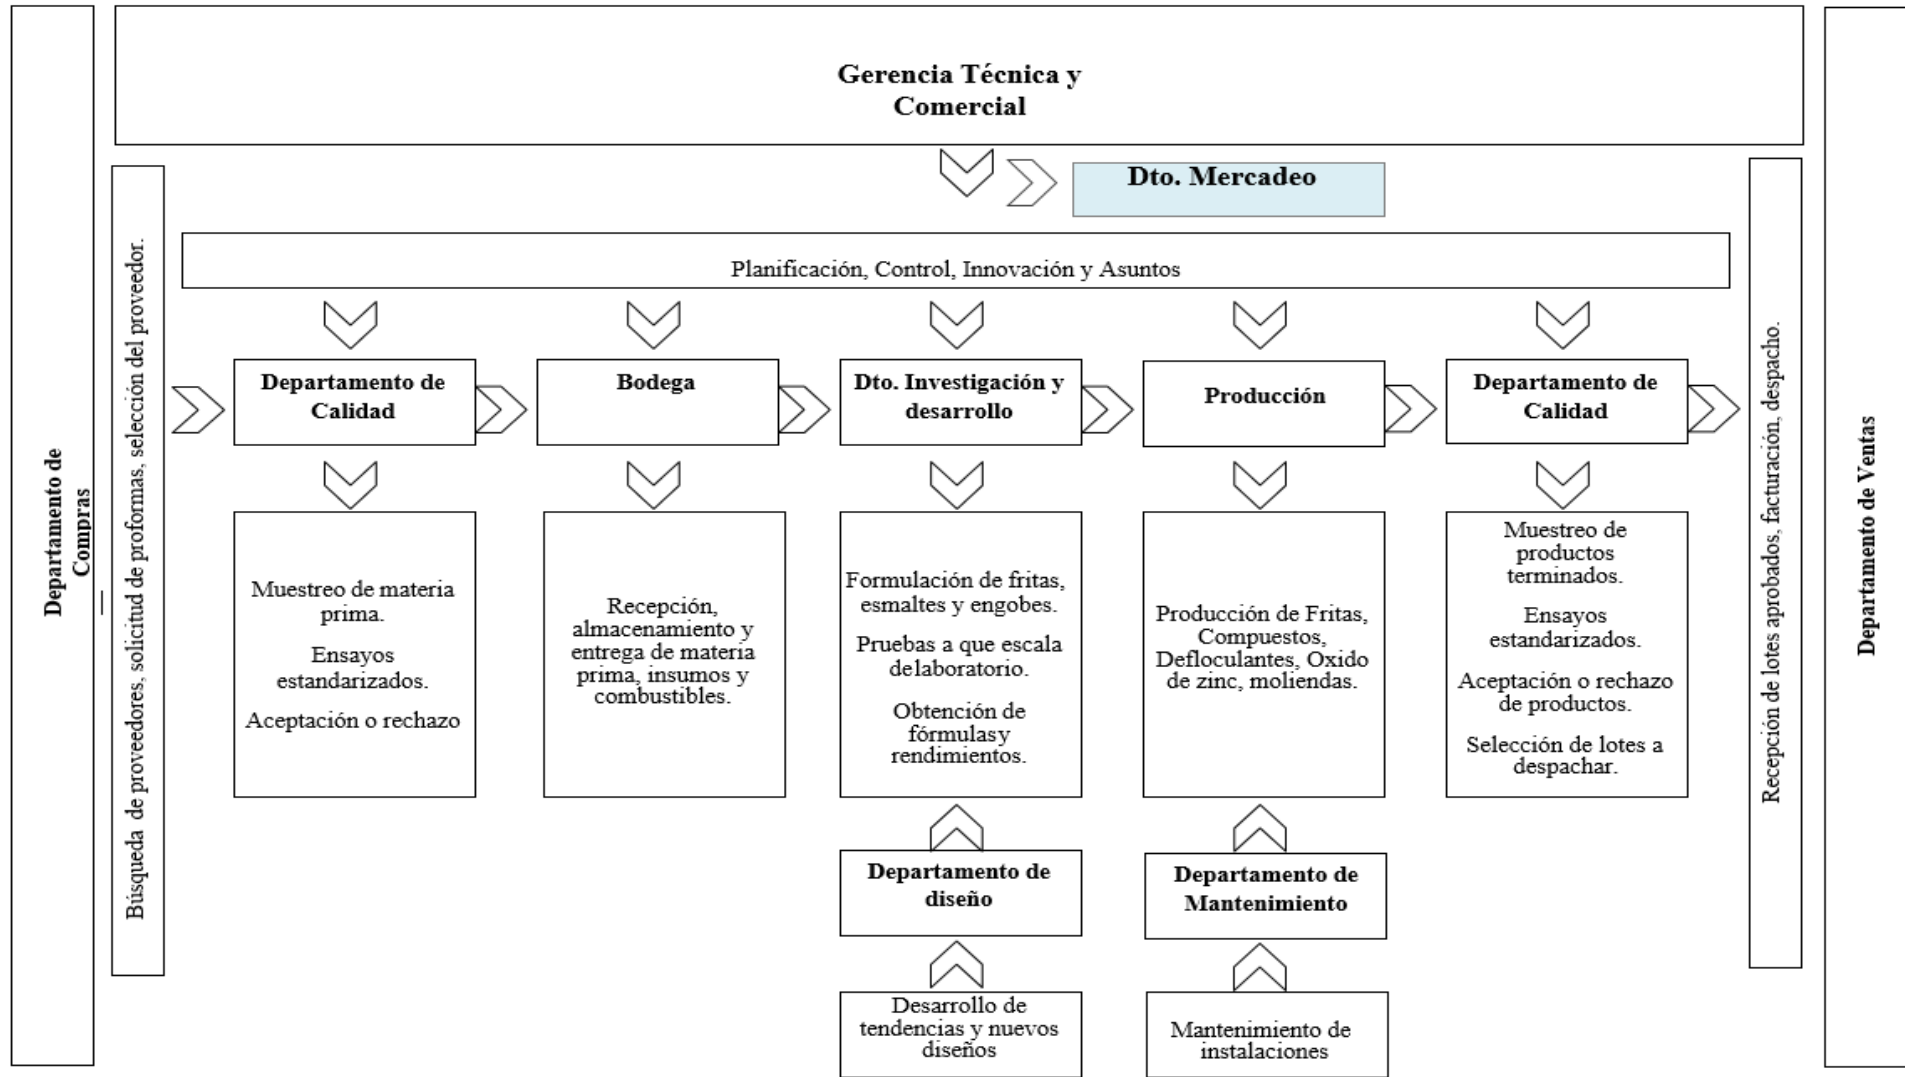 Gerencia Técnica y
Comercial
Dto. Mercadeo
Planificación, Control, Innovación y Asuntos
Departamento de
Compras
Búsqueda de proveedores, solicitud de proformas, selección del proveedor.
Departamento de
Calidad
Bodega
Dto. Investigación y
desarrollo
Producción
Departamento de
Calidad
Muestreo de materia
prima.
Ensayos
estandarizados.
Aceptación o rechazo
Recepción,
almacenamiento y
entrega de materia
prima, insumos y
combustibles.
Formulación de fritas,
esmaltes y engobes.
Pruebas a que escala
delaboratorio.
Obtención de
fórmulasy
rendimientos.
Producción de Fritas,
Compuestos,
Defloculantes, Oxido
de zinc, moliendas.
Muestreo de
productos
terminados.
Ensayos
estandarizados.
Aceptación o rechazo
de productos.
Selección de lotes a
despachar.
Departamento de
diseño
Departamento de
Mantenimiento
Desarrollo de
tendencias y nuevos
diseños
Mantenimiento de
instalaciones
Recepción de lotes aprobados, facturación, despacho.
Departamento de Ventas